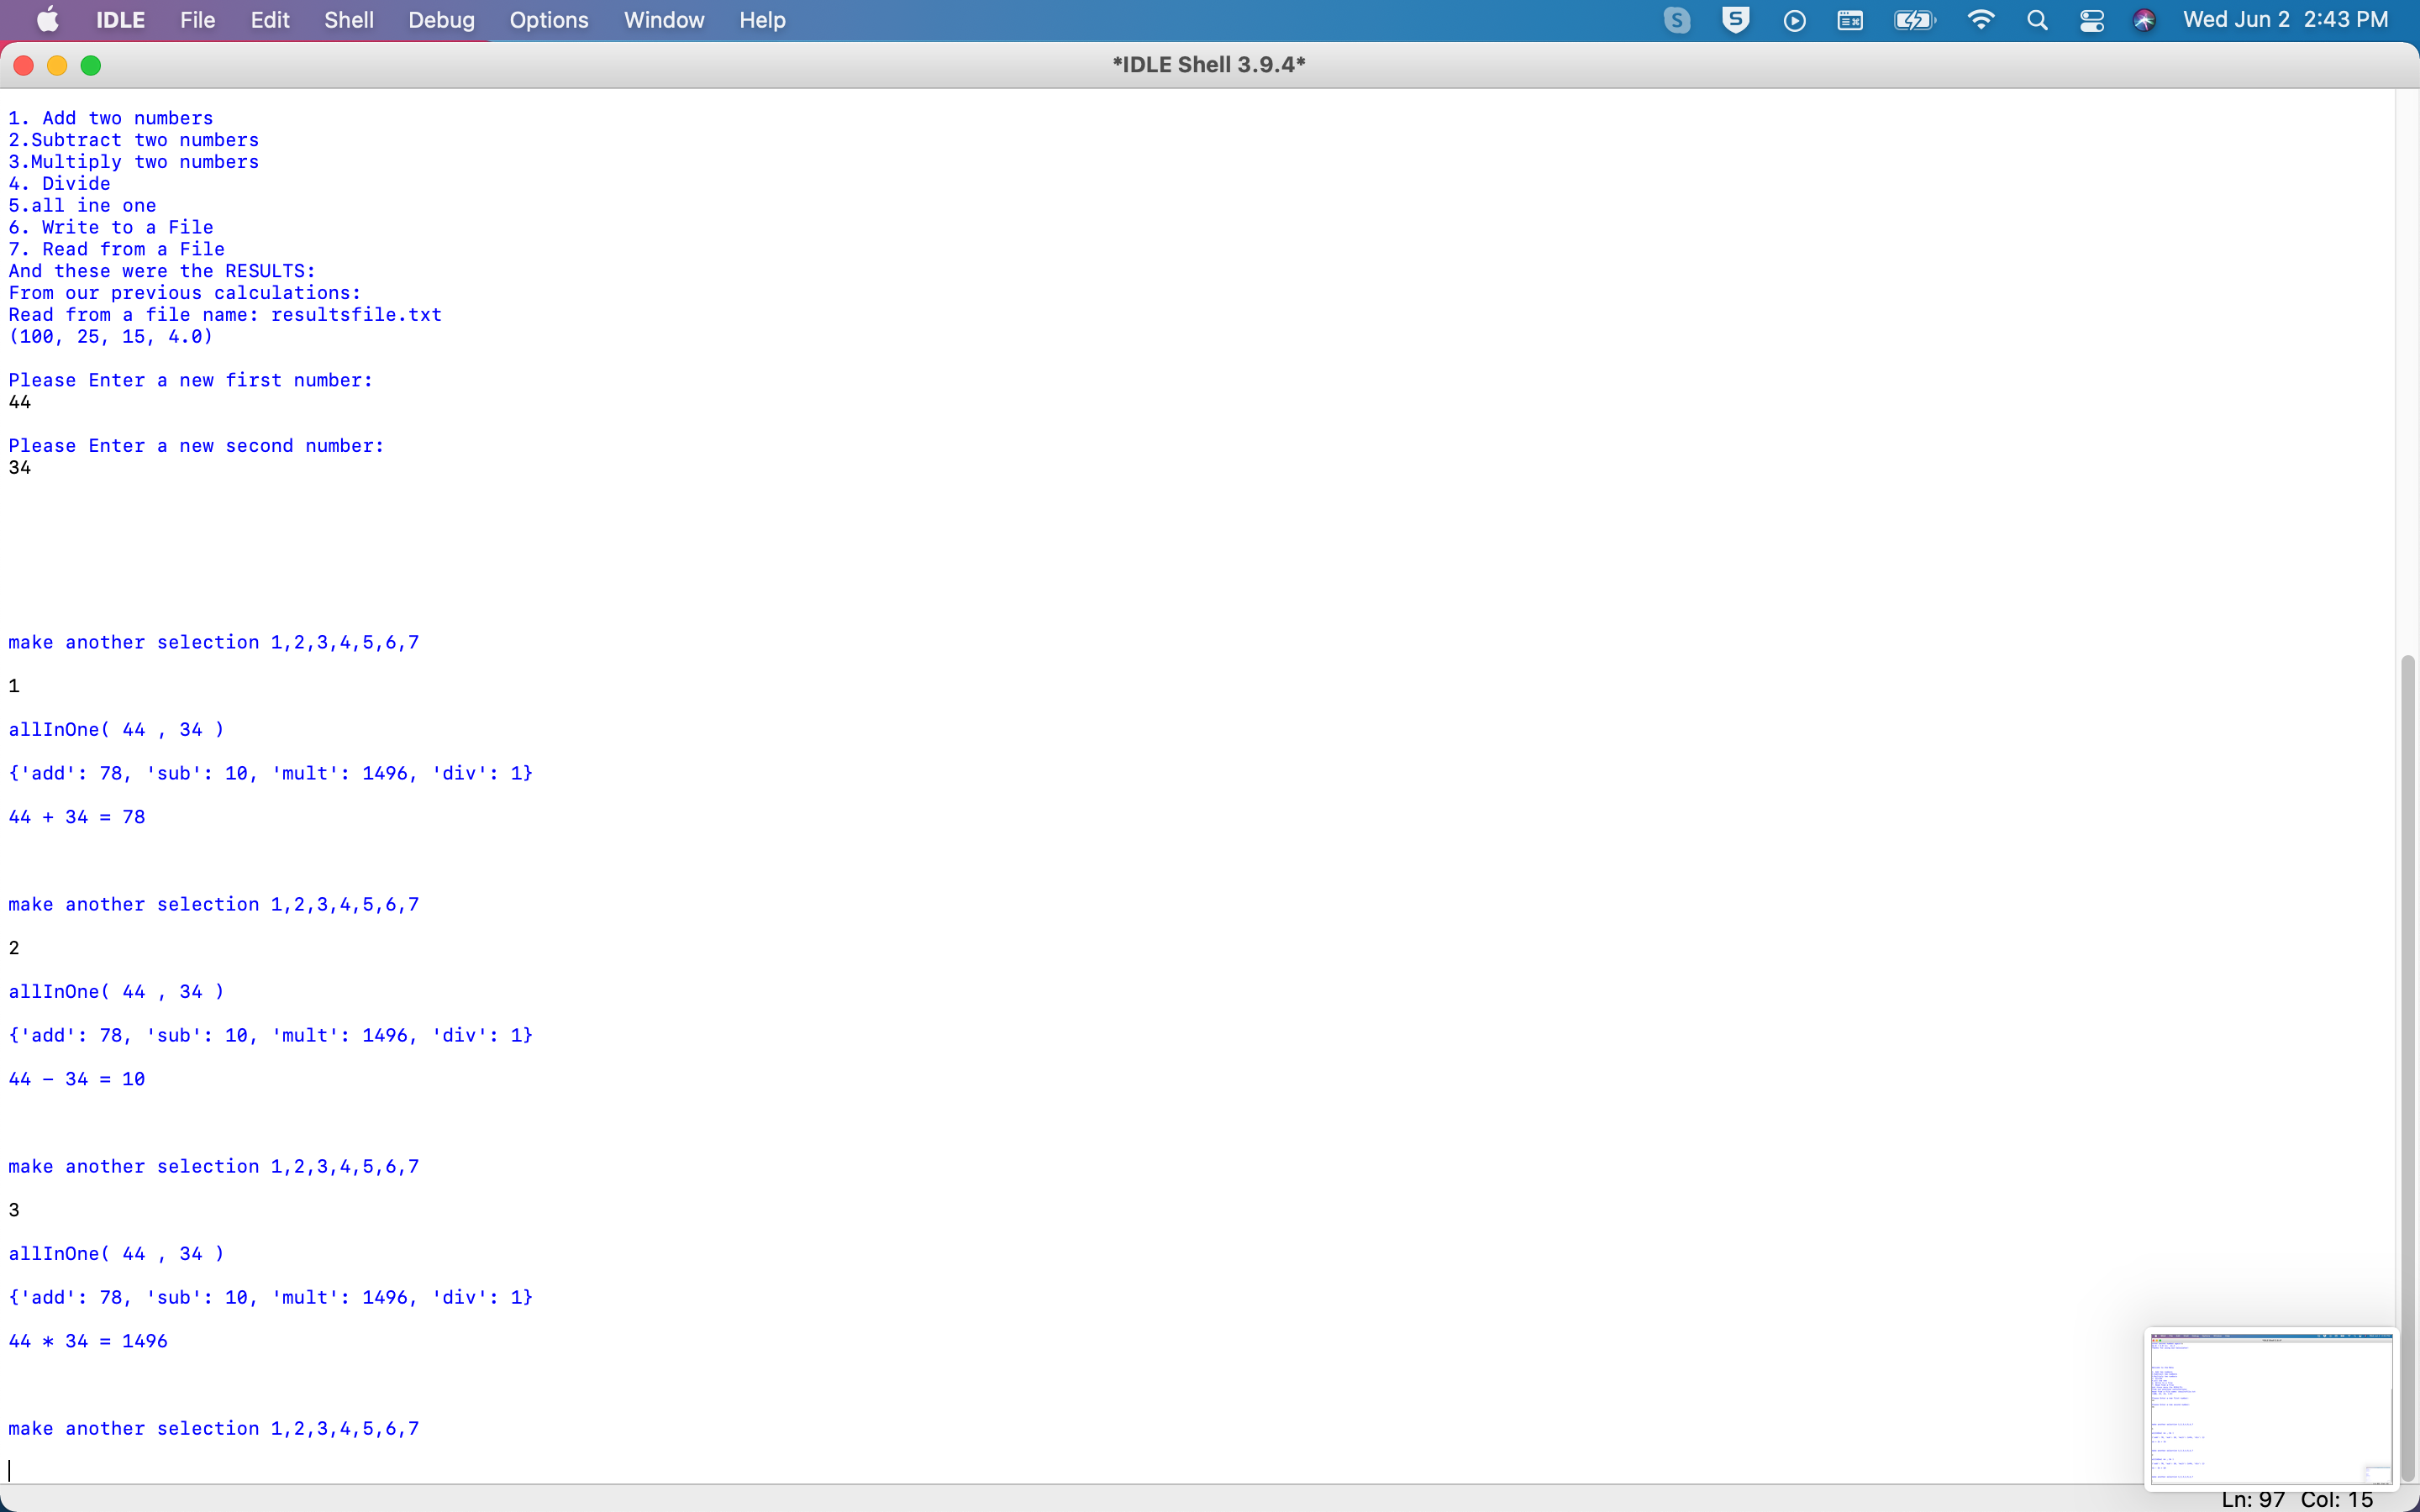 IDLE File Edit Shell Debug Options Window Help S S Wed Jun 2 2:43 PM
*IDLE Shell 3.9.4*
1. Add two numbers
2.Subtract two numbers
3.Multiply two numbers
4. Divide
5.all ine one
6. Write to a File
7. Read from a File
And these were the RESULTS:
From our previous calculations:
Read from a file name: resultsfile.txt
(100, 25, 15, 4.0)
Please Enter a new first number:
44
Please Enter a new second number:
34
make another selection 1,2,3,4,5,6,7
1
allInOne( 44 , 34 )
{'add': 78, 'sub': 10, 'mult': 1496, 'div': 1}
44 + 34 = 78
make another selection 1,2,3,4,5,6,7
2
allInOne( 44 , 34 )
{'add': 78, 'sub': 10, 'mult': 1496, 'div': 1}
44 - 34 = 10
make another selection 1,2,3,4,5,6,7
3
allInOne( 44 , 34 )
{'add': 78, 'sub': 10, 'mult': 1496, 'div': 1}
44 * 34 = 1496
make another selection 1,2,3,4,5,6,7
Ln: 97 Col: 15